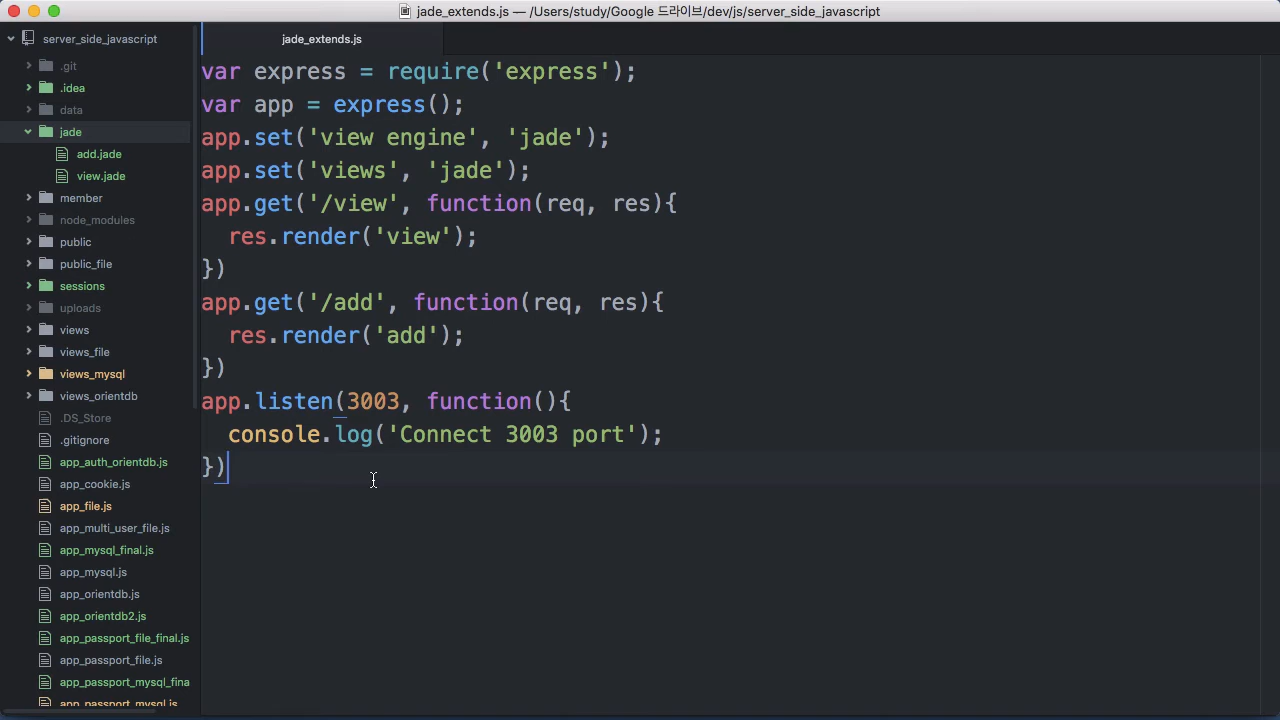 jade_extends.js — /Users/study/Google 드라이브/dev/js/server_side_javascript
server_side_javascript
.git
.idea
data
jade
add.jade
view.jade
member
node_modules
public
public_file
sessions
uploads
views
views_file
views_mysql
views_orientdb
.DS_Store
.gitignore
app_auth_orientdb.js
app_cookie.js
app_file.js
app_multi_user_file.js
app_mysql_final.js
app_mysql.js
app_orientdb.js
app_orientdb2.js
app_passport_file_final.js
app_passport_file.js
app_passport_mysql_fina
app_passport_mysql.js
jade_extends.js
var express = require('express');
var app = express();
app.set('view engine', 'jade');
app.set('views', 'jade');
app.get('/view', function(req, res){
  res.render('view');
})
app.get('/add', function(req, res){
  res.render('add');
})
app.listen(3003, function(){
  console.log('Connect 3003 port');
})